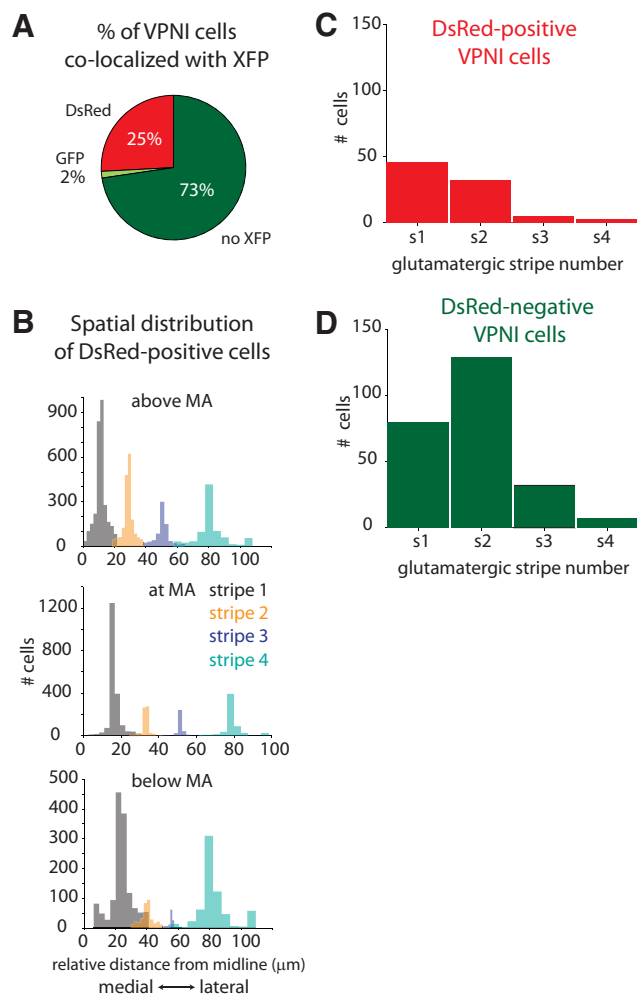 A
% of VPNI cells
co-localized with XFP
DsRed
25%
GFP
2%
73%
no XFP
B
Spatial distribution
of DsRed-positive cells
above MA
900
600
300
0
0 20 40 60 80 100
at MA
stripe 1
stripe 2
stripe 3
stripe 4
# cells
1200
800
400
0
0 20 40 60 80 100
below MA
500
400
300
200
100
0
0 20 40 60 80 100
relative distance from midline (μm)
medial ⟷ lateral
C
DsRed-positive
VPNI cells
150
100
50
0
# cells
s1 s2 s3 s4
glutamatergic stripe number
D
DsRed-negative
VPNI cells
150
100
50
0
# cells
s1 s2 s3 s4
glutamatergic stripe number